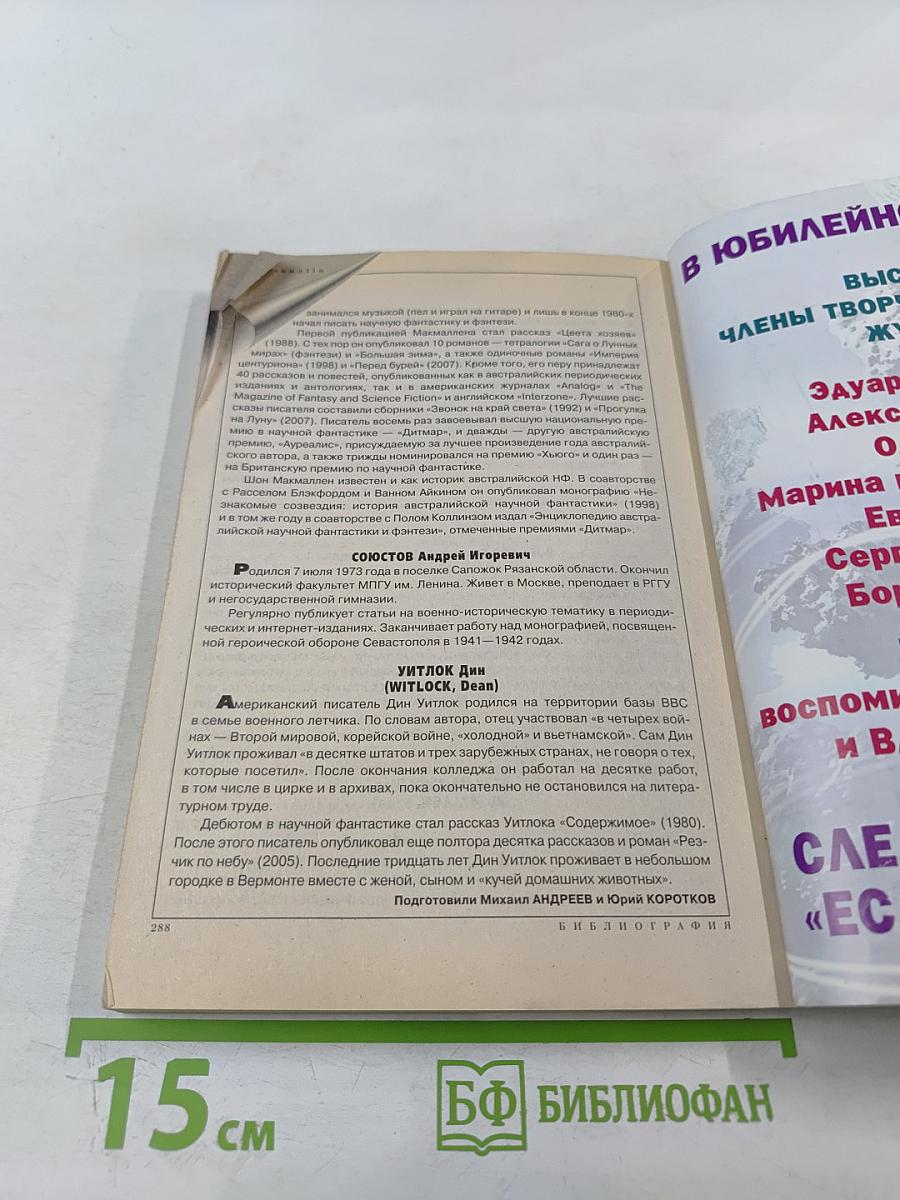 занимался музыкой (пел и играл на гитаре) и лишь в конце 1980-х
начал писать научную фантастику и фэнтези.
Первой публикацией Макмаллена стал рассказ «Цвета хозяев»
(1988). С тех пор он опубликовал 10 романов — тетралогии «Сага о Лунных
мирах» (фэнтези) и «Большая зима», а также одиночные романы «Империя
центуриона» (1998) и «Перед бурей» (2007). Кроме того, его перу принадлежат
40 рассказов и повестей, опубликованных как в австралийских периодических
изданиях и антологиях, так и в американских журналах «Analog» и «The
Magazine of Fantasy and Science Fiction» и английском «Interzone». Лучшие рас-
сказы писателя составили сборники «Звонок на край света» (1992) и «Прогулка
на Луну» (2007). Писатель восемь раз завоевывал высшую национальную пре-
мию в научной фантастике — «Дитмар», и дважды — другую австралийскую
премию, «Ауреалис», присуждаемую за лучшее произведение года австралий-
ского автора, а также трижды номинировался на премию «Хьюго» и один раз —
на Британскую премию по научной фантастике.
Шон Макмаллен известен и как историк австралийской НФ. В соавторстве
с Расселом Блэкфордом и Ванном Айкином он опубликовал монографию «Не-
знакомые созвездия: история австралийской научной фантастики» (1998)
и в том же году в соавторстве с Полом Коллинзом издал «Энциклопедию австра-
лийской научной фантастики и фэнтези», отмеченные премиями «Дитмар».
СОЮСТОВ Андрей Игоревич
Родился 7 июля 1973 года в поселке Сапожок Рязанской области. Окончил
исторический факультет МПГУ им. Ленина. Живет в Москве, преподает в РГГУ
и негосударственной гимназии.
Регулярно публикует статьи на военно-историческую тематику в периоди-
ческих и интернет-изданиях. Заканчивает работу над монографией, посвящен-
ной героической обороне Севастополя в 1941—1942 годах.
УИТЛОК Дин
(WITLOCK, Dean)
Американский писатель Дин Уитлок родился на территории базы ВВС
в семье военного летчика. По словам автора, отец участвовал «в четырех вой-
нах — Второй мировой, корейской войне, «холодной» и вьетнамской». Сам Дин
Уитлок проживал «в десятке штатов и трех зарубежных странах, не говоря о тех,
которые посетил». После окончания колледжа он работал на десятке работ,
в том числе в цирке и в архивах, пока окончательно не остановился на литера-
турном труде.
Дебютом в научной фантастике стал рассказ Уитлока «Содержимое» (1980).
После этого писатель опубликовал еще полтора десятка рассказов и роман «Рез-
чик по небу» (2005). Последние тридцать лет Дин Уитлок проживает в небольшом
городке в Вермонте вместе с женой, сыном и «кучей домашних животных».
Подготовили Михаил АНДРЕЕВ и Юрий КОРОТКОВ
288
БИБЛИОГРАФИЯ
В ЮБИЛЕЙНО
ВЫС
ЧЛЕНЫ ТВОРЧ
ЖУ
Эдуар
Алекс
О
Марина
Ев
Серг
Бор
ВОСПОМИ
и В
СЛЕ
«ЕС
15 см
БФ БИБЛИОФАН